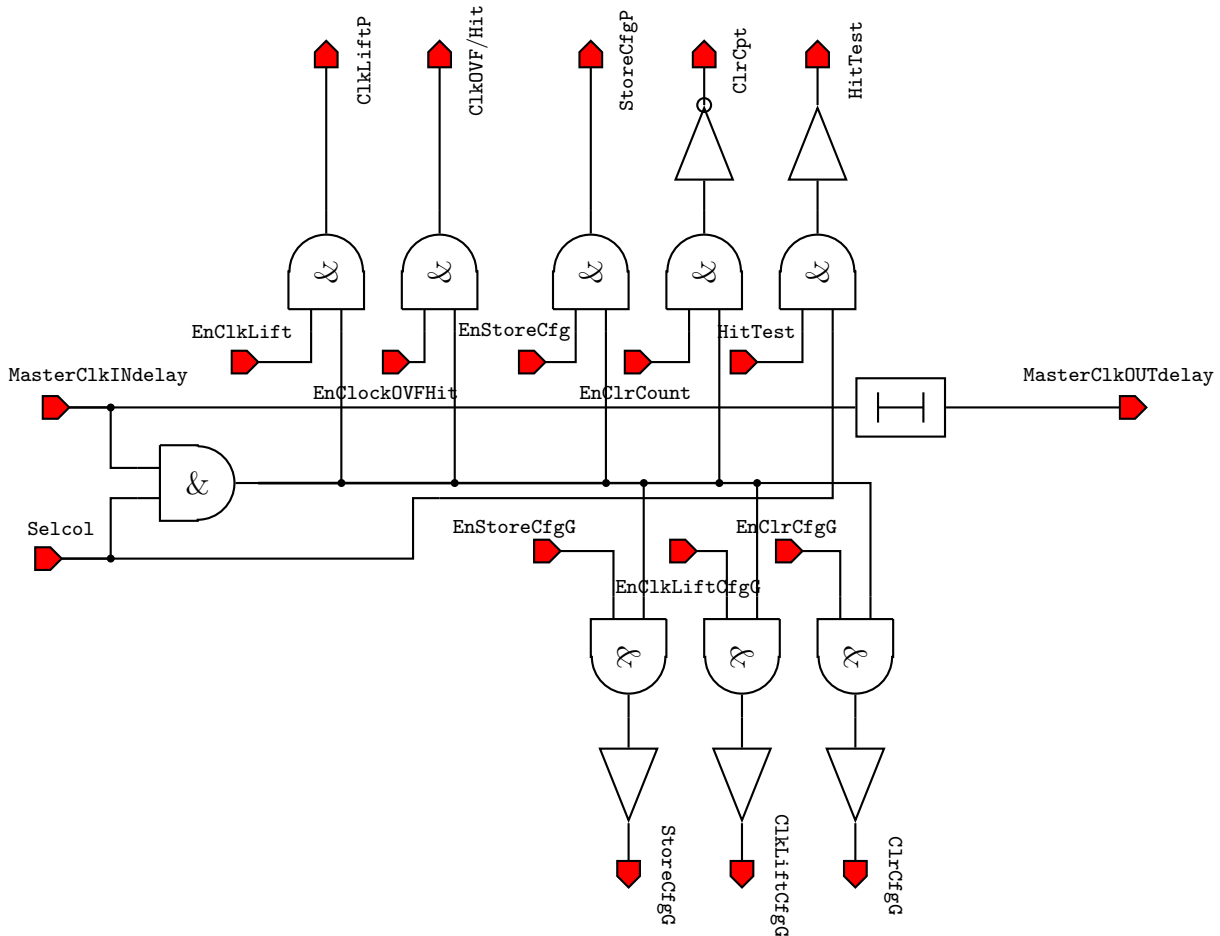 ClkLiftP
ClkOVF/Hit
StoreCfgP
ClrCpt
HitTest
&
&
&
&
&
EnClkLift
EnStoreCfg
HitTest
MasterClkINdelay
MasterClkOUTdelay
EnClockOVFHit
EnClrCount
&
Selcol
EnStoreCfgG
EnClrCfgG
EnClkLiftCfgG
&
&
&
StoreCfgG
ClkLiftCfgG
ClrCfgG